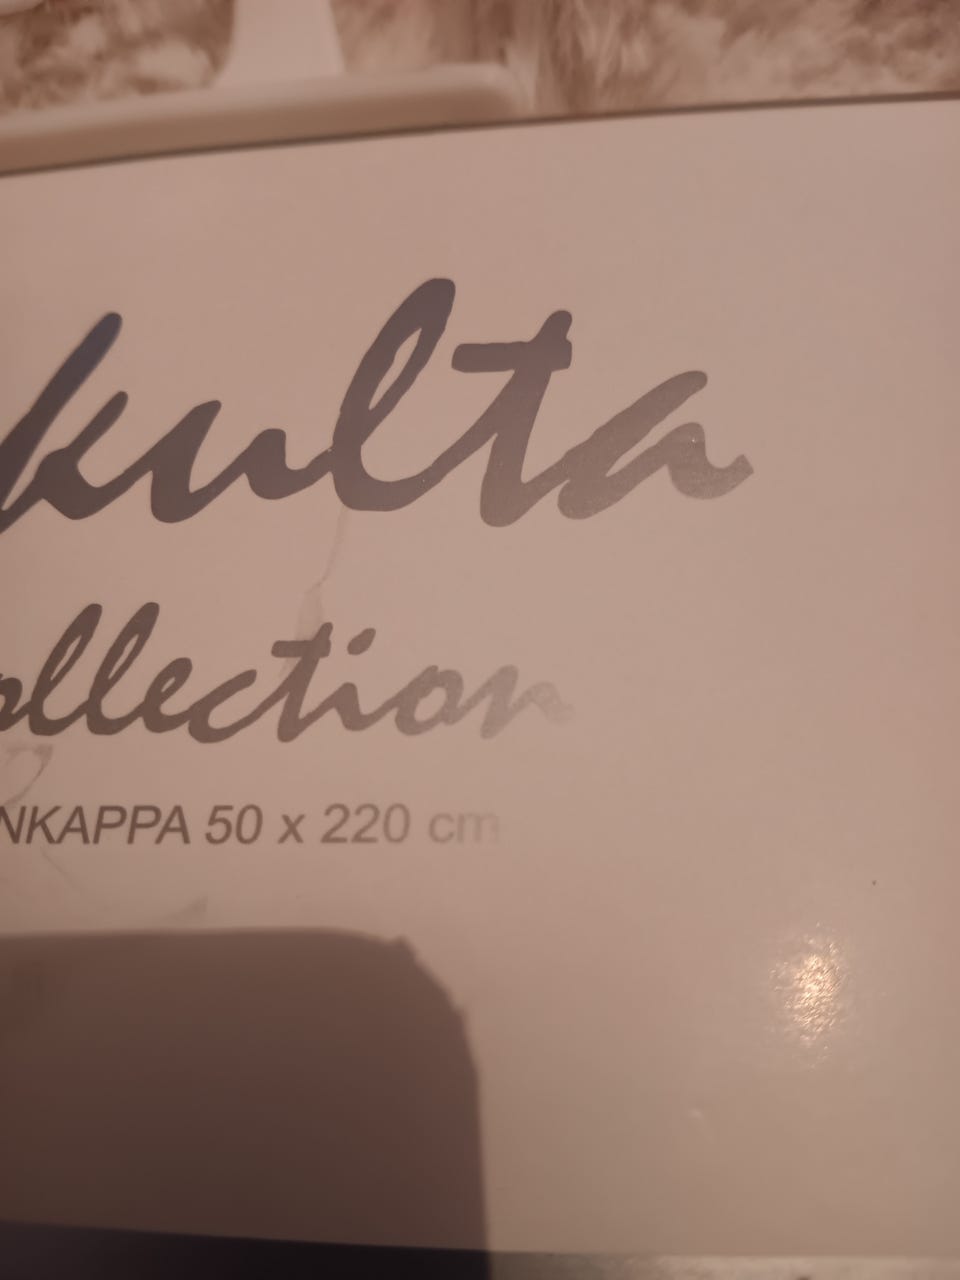 kulta
ollection
NKAPPA 50 x 220 cm